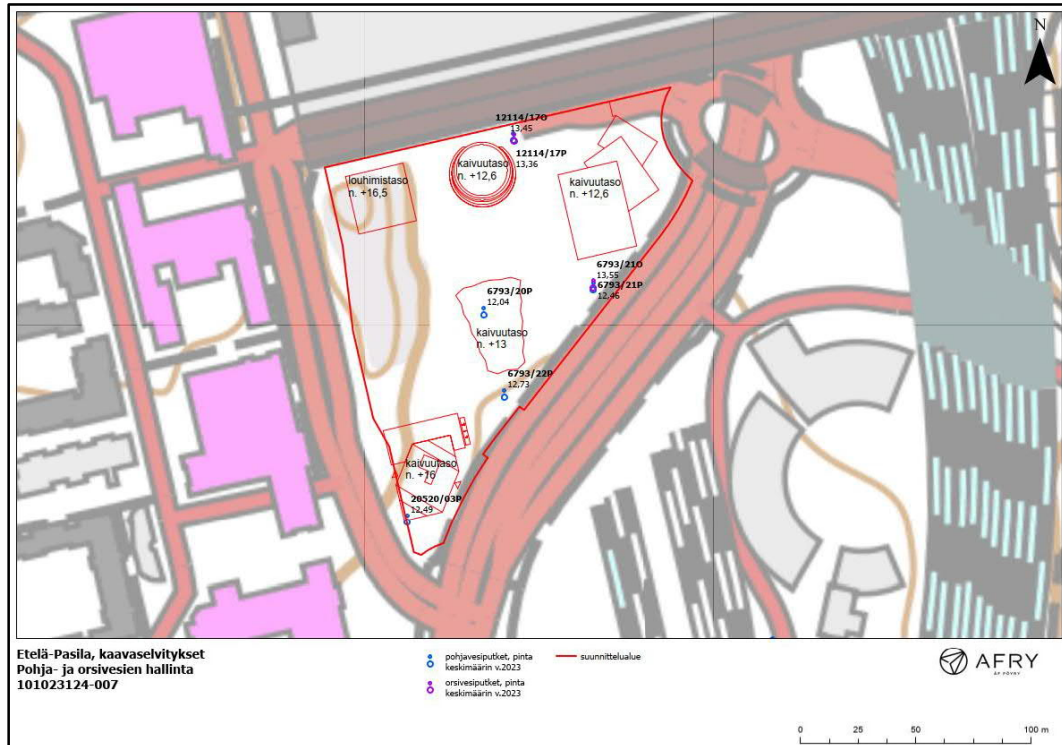 N
12114/17O
13,45
12114/17P
13,36
kaivuutaso
n. +12,6
kaivuutaso
n. +12,6
louhimistaso
n. +16,5
6793/21O
13,55
6793/21P
12,46
6793/20P
12,04
kaivuutaso
n. +13
6793/22P
12,73
kaivuutaso
n. +16
20520/03P
12,49
Etelä-Pasila, kaavaselvitykset
Pohja- ja orsivesien hallinta
101023124-007
pohjavesiputket, pinta
keskimäärin v.2023
orsivesiputket, pinta
keskimäärin v.2023
suunnittelualue
AFRY
ÅF PÖYRY
0 25 50 100 m